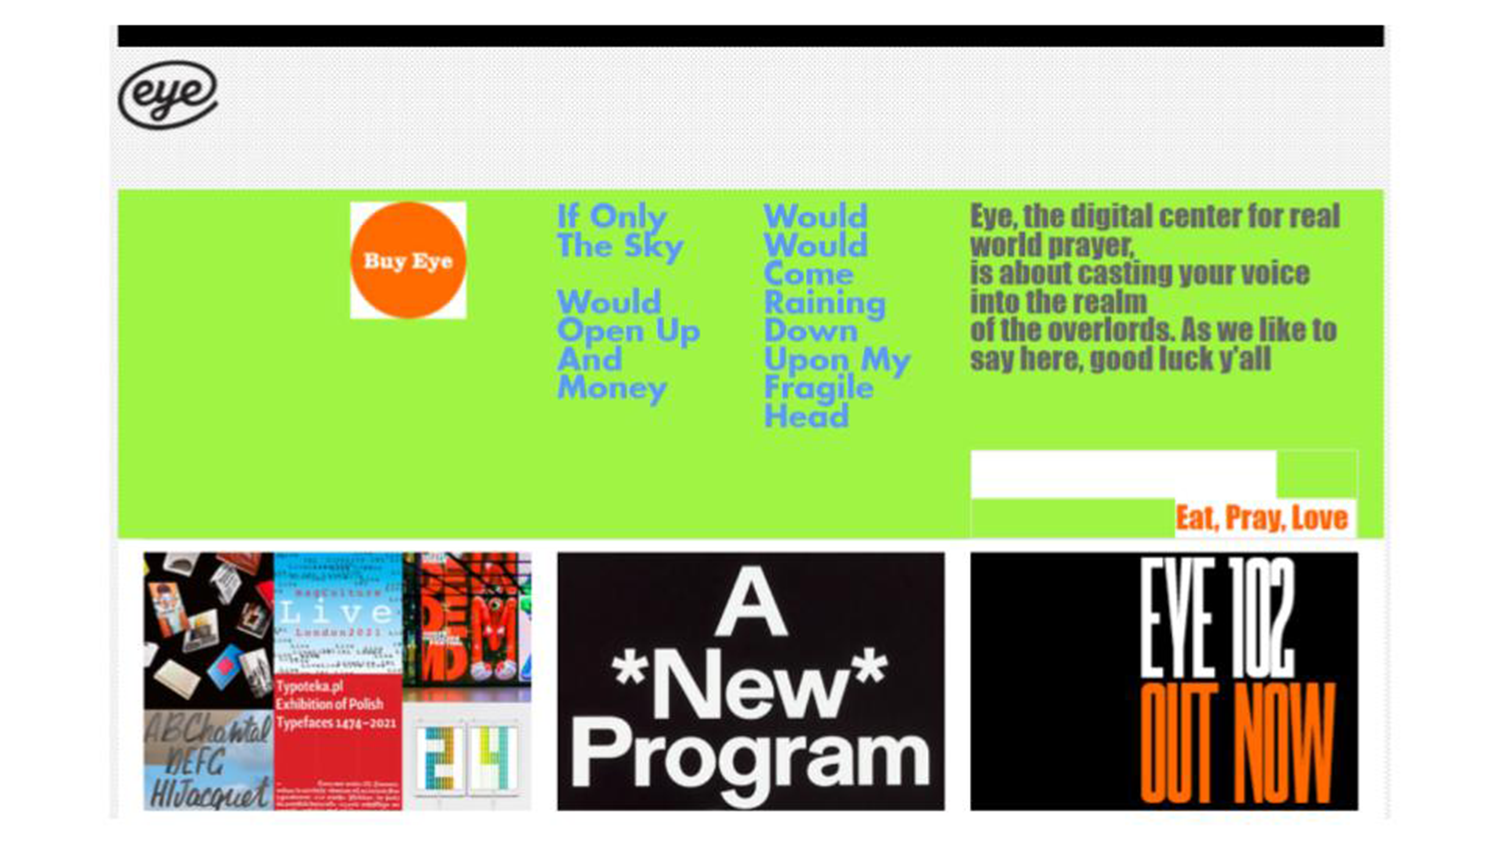 eye
Buy Eye
If Only
The Sky
Would
Open Up
And
Money
Would
Would
Come
Raining
Down
Upon My
Fragile
Head
Eye, the digital center for real
world prayer,
is about casting your voice
into the realm
of the overlords. As we like to
say here, good luck y'all
Eat, Pray, Love
MagCulture
Live
London2021
Typoteka.pl
Exhibition of Polish
Typefaces 1474–2021
ABChantal
DEFG
HIJacquet
A
*New*
Program
EYE 102
OUT NOW